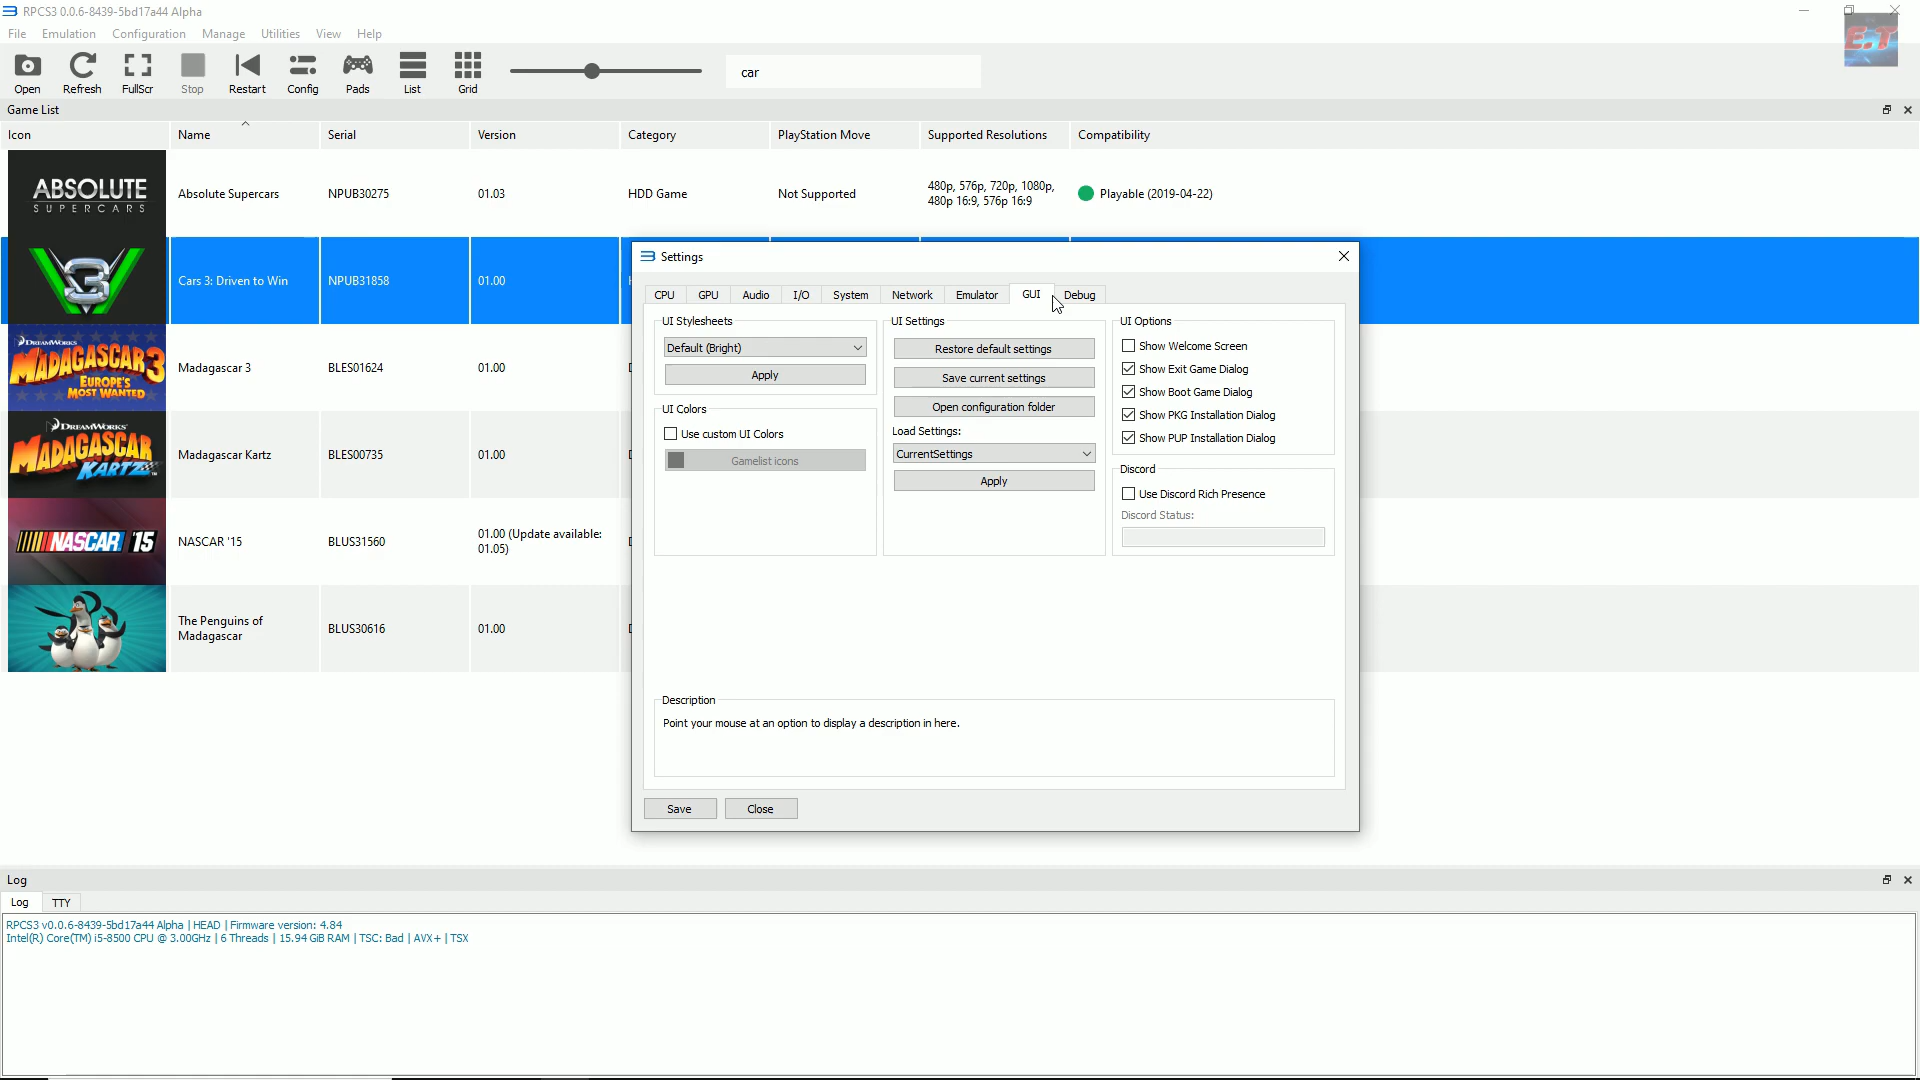 RPCS3 0.0.6-8439-5bd17a44 Alpha
File Emulation Configuration Manage Utilities View Help
E.T
Open Refresh FullScr Stop Restart Config Pads List Grid
car
Game List
Icon Name Serial Version Category PlayStation Move Supported Resolutions Compatibility
ABSOLUTE
SUPERCARS
Absolute Supercars NPUB30275 01.03 HDD Game Not Supported
480p, 576p, 720p, 1080p,
480p 16:9, 576p 16:9
Playable (2019-04-22)
3
Cars 3: Driven to Win NPUB31858 01.00
DREAMWORKS
MADAGASCAR 3
EUROPE'S
MOST WANTED
Madagascar 3 BLES01624 01.00
DREAMWORKS
MADAGASCAR
KARTZ
Madagascar Kartz BLES00735 01.00
NASCAR '15
NASCAR '15 BLUS31560
01.00 (Update available:
01.05)
The Penguins of
Madagascar
BLUS30616 01.00
Settings
CPU GPU Audio I/O System Network Emulator GUI Debug
UI Stylesheets
Default (Bright)
Apply
UI Colors
Use custom UI Colors
Gamelist icons
UI Settings
Restore default settings
Save current settings
Open configuration folder
Load Settings:
CurrentSettings
Apply
UI Options
Show Welcome Screen
Show Exit Game Dialog
Show Boot Game Dialog
Show PKG Installation Dialog
Show PUP Installation Dialog
Discord
Use Discord Rich Presence
Discord Status:
Description
Point your mouse at an option to display a description in here.
Save Close
Log
Log TTY
RPCS3 v0.0.6-8439-5bd17a44 Alpha | HEAD | Firmware version: 4.84
Intel(R) Core(TM) i5-8500 CPU @ 3.00GHz | 6 Threads | 15.94 GiB RAM | TSC: Bad | AVX+ | TSX